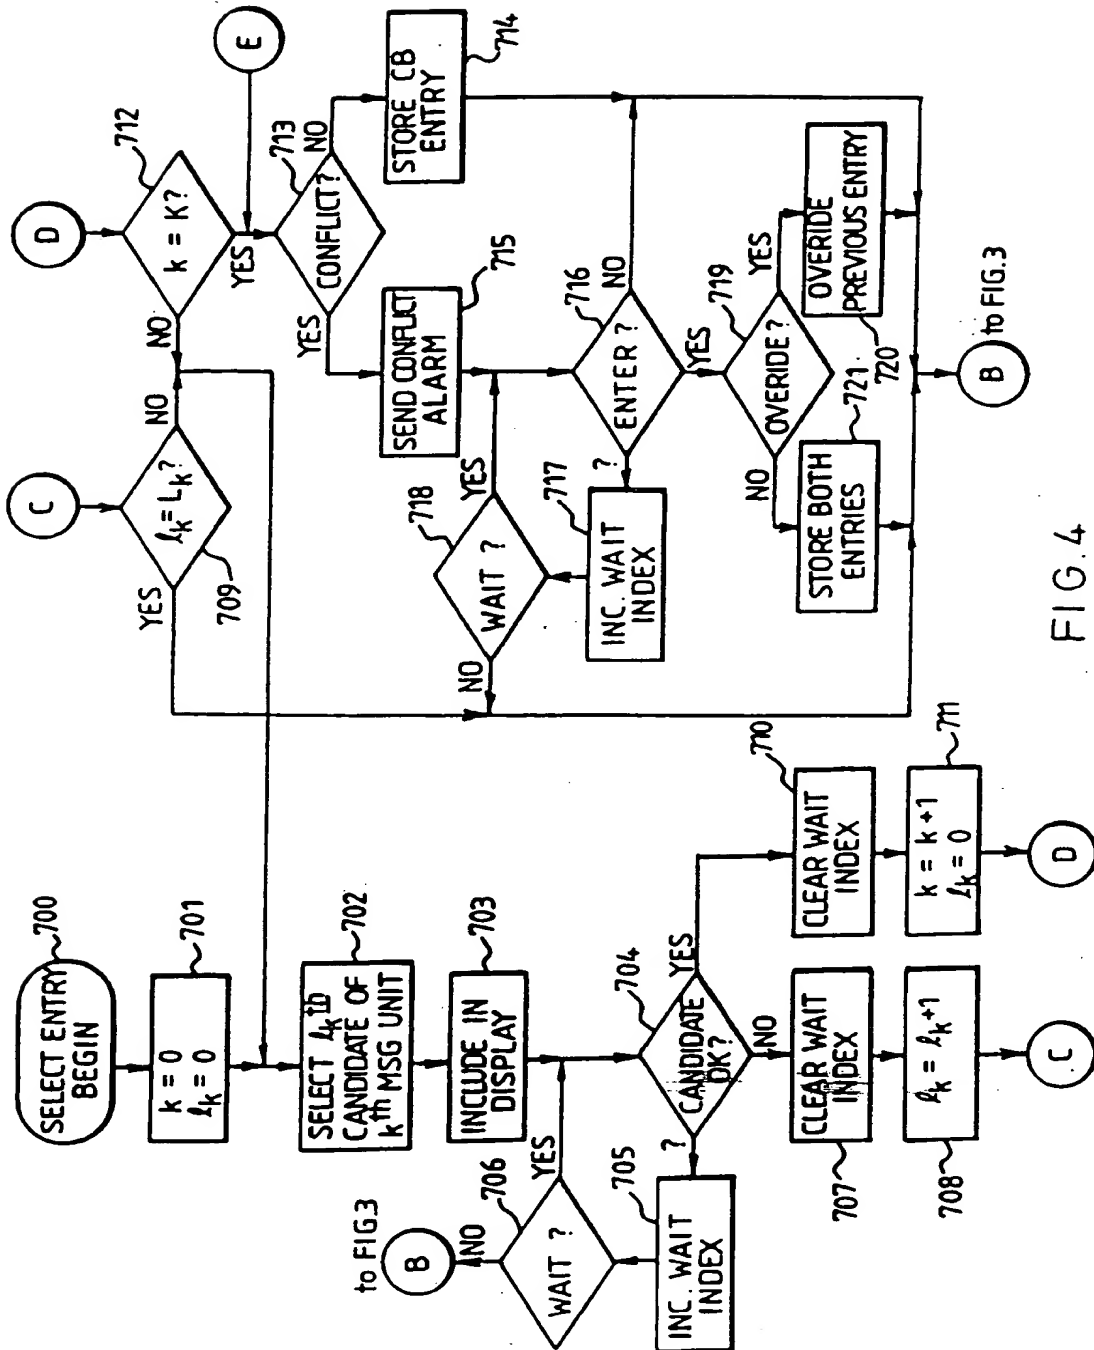 SELECT ENTRY
BEGIN
700
k = 0
ℓk = 0
701
SELECT ℓk th
CANDIDATE OF
kth MSG UNIT
702
INCLUDE IN
DISPLAY
703
CANDIDATE
OK?
704
YES
NO
?
INC. WAIT
INDEX
705
WAIT ?
706
YES
NO
B
to FIG.3
CLEAR WAIT
INDEX
707
ℓk = ℓk+1
708
C
CLEAR WAIT
INDEX
710
k = k+1
ℓk = 0
711
D
C
ℓk = Lk?
709
YES
NO
D
k = K?
712
NO
YES
E
CONFLICT?
713
YES
NO
STORE CB
ENTRY
714
SEND CONFLICT
ALARM
715
ENTER ?
716
NO
YES
?
INC. WAIT
INDEX
717
WAIT ?
718
YES
NO
OVERRIDE?
719
YES
NO
OVERRIDE
PREVIOUS ENTRY
720
STORE BOTH
ENTRIES
721
B
to FIG.3
FIG.4